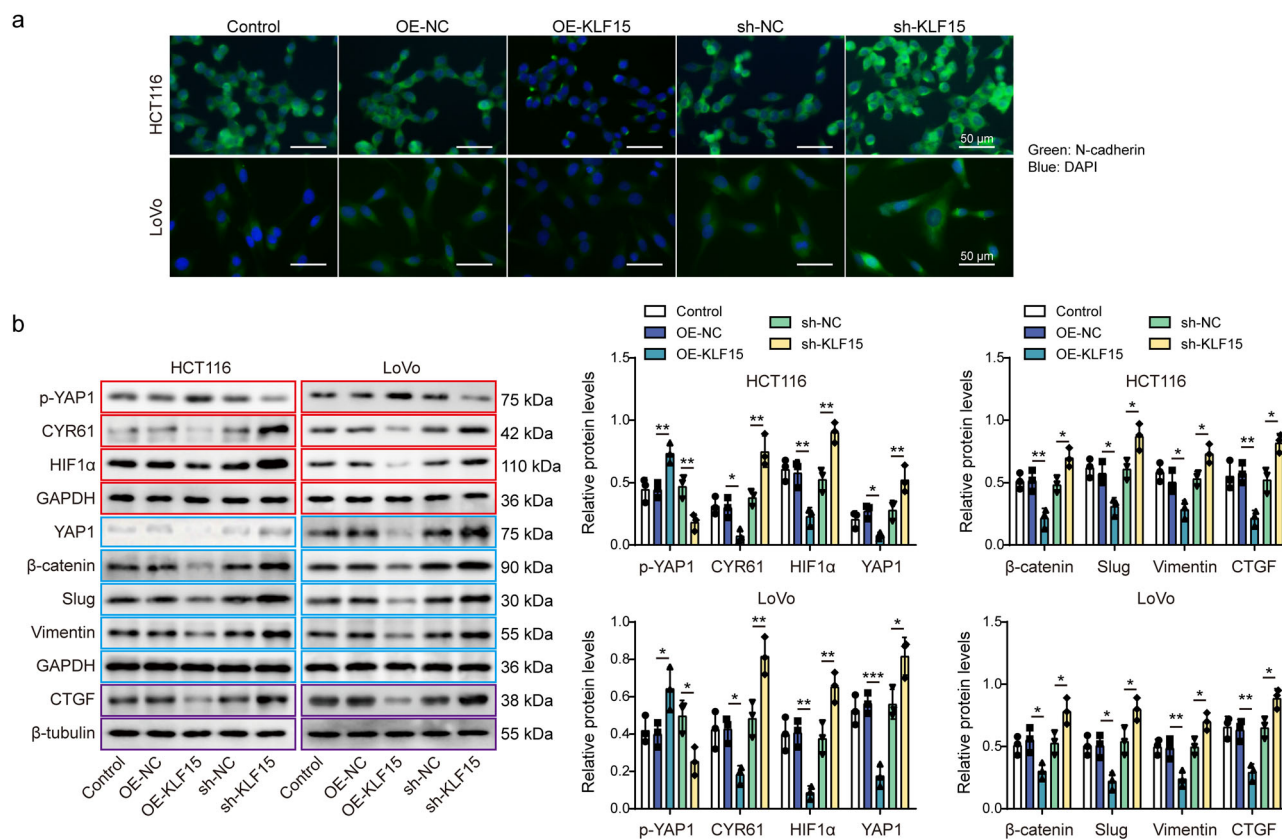 a
Control OE-NC OE-KLF15 sh-NC sh-KLF15
HCT116
50 µm
LoVo
50 µm
Green: N-cadherin
Blue: DAPI
b
HCT116 LoVo
p-YAP1 75 kDa
CYR61 42 kDa
HIF1α 110 kDa
GAPDH 36 kDa
YAP1 75 kDa
β-catenin 90 kDa
Slug 30 kDa
Vimentin 55 kDa
GAPDH 36 kDa
CTGF 38 kDa
β-tubulin 55 kDa
Control OE-NC OE-KLF15 sh-NC sh-KLF15 Control OE-NC OE-KLF15 sh-NC sh-KLF15
Control sh-NC
OE-NC sh-KLF15
OE-KLF15
HCT116
Relative protein levels
1.5
1.0
0.5
0.0
** ** * ** ** ** * **
p-YAP1 CYR61 HIF1α YAP1
Control sh-NC
OE-NC sh-KLF15
OE-KLF15
HCT116
Relative protein levels
1.5
1.0
0.5
0.0
** * * * * * ** *
β-catenin Slug Vimentin CTGF
LoVo
Relative protein levels
1.0
0.8
0.6
0.4
0.2
0.0
* * * ** ** ** *** *
p-YAP1 CYR61 HIF1α YAP1
LoVo
Relative protein levels
1.5
1.0
0.5
0.0
* * * * ** * ** *
β-catenin Slug Vimentin CTGF